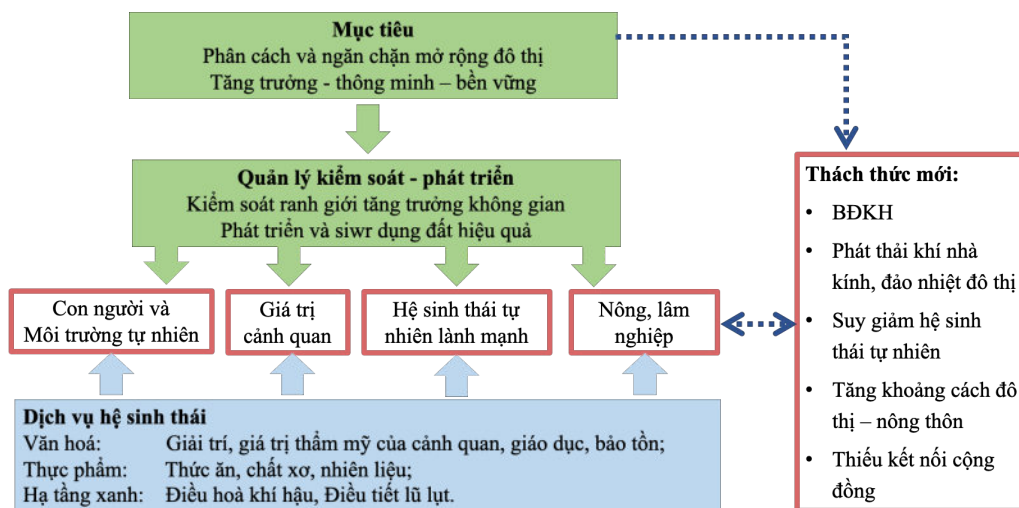 Mục tiêu
Phân cách và ngăn chặn mở rộng đô thị
Tăng trưởng - thông minh – bền vững
Quản lý kiểm soát - phát triển
Kiểm soát ranh giới tăng trưởng không gian
Phát triển và siwr dụng đất hiệu quả
Con người và
Môi trường tự nhiên
Giá trị
cảnh quan
Hệ sinh thái tự
nhiên lành mạnh
Nông, lâm
nghiệp
Dịch vụ hệ sinh thái
Văn hoá: Giải trí, giá trị thẩm mỹ của cảnh quan, giáo dục, bảo tồn;
Thực phẩm: Thức ăn, chất xơ, nhiên liệu;
Hạ tầng xanh: Điều hoà khí hậu, Điều tiết lũ lụt.
Thách thức mới:
• BĐKH
• Phát thải khí nhà
kính, đảo nhiệt đô thị
• Suy giảm hệ sinh
thái tự nhiên
• Tăng khoảng cách đô
thị – nông thôn
• Thiếu kết nối cộng
đồng